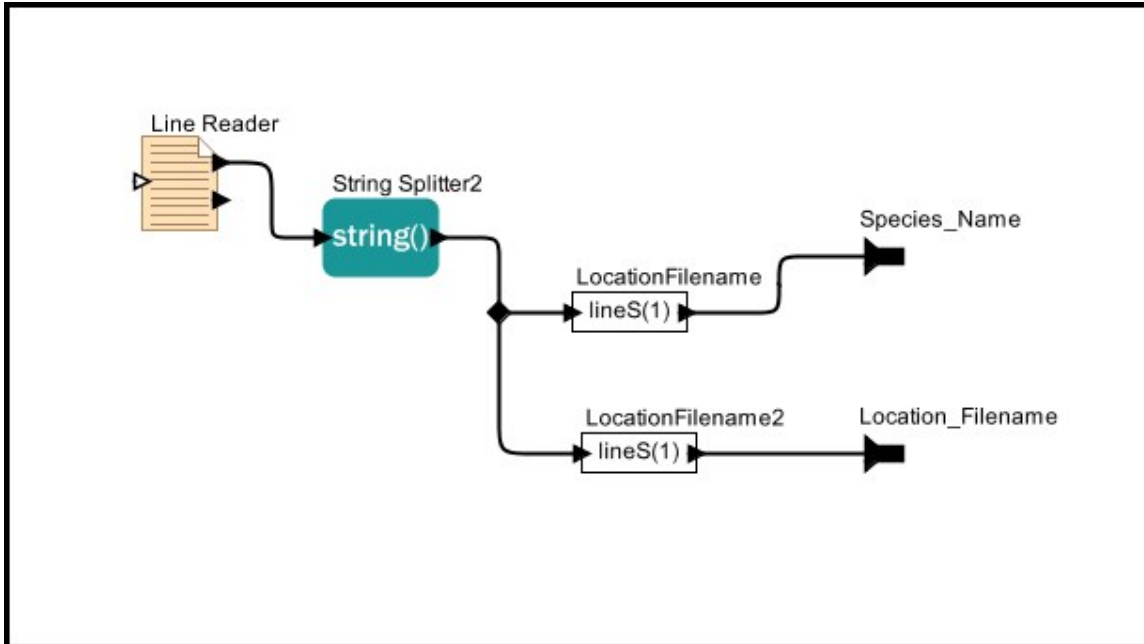 Line Reader
String Splitter2
string()
Species_Name
LocationFilename
lineS(1)
LocationFilename2
Location_Filename
lineS(1)